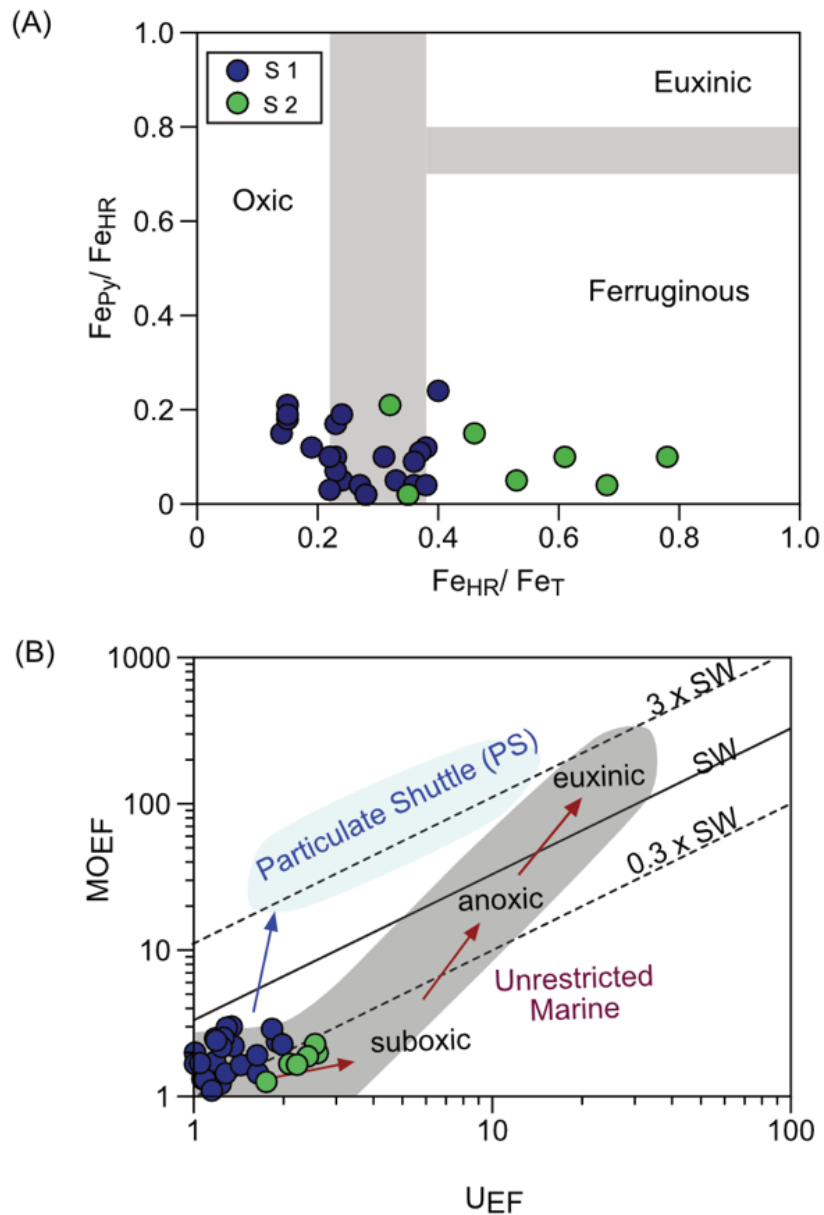 (A)
1.0
0.8
0.6
0.4
0.2
0
S 1
S 2
Euxinic
Oxic
Ferruginous
FePy/ FeHR
0
0.2
0.4
0.6
0.8
1.0
FeHR/ FeT
(B)
1000
100
10
1
3 x SW
Particulate Shuttle (PS)
SW
euxinic
0.3 x SW
anoxic
Unrestricted
Marine
suboxic
MOEF
1
10
100
UEF